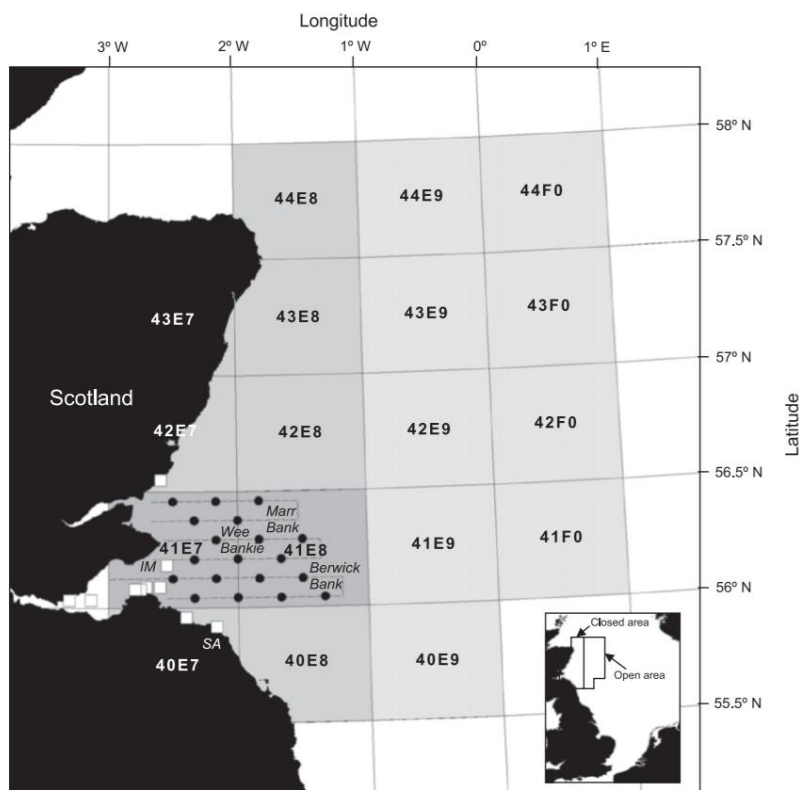 Longitude
3° W
2° W
1° W
0°
1° E
58° N
44E8
44E9
44F0
57.5° N
43E7
43E8
43E9
43F0
57° N
Scotland
42E7
42E8
42E9
42F0
Latitude
56.5° N
Marr
Bank
Wee
Bankie
41E7
41E8
41E9
41F0
IM
Berwick
Bank
56° N
SA
40E7
40E8
40E9
Closed area
Open area
55.5° N